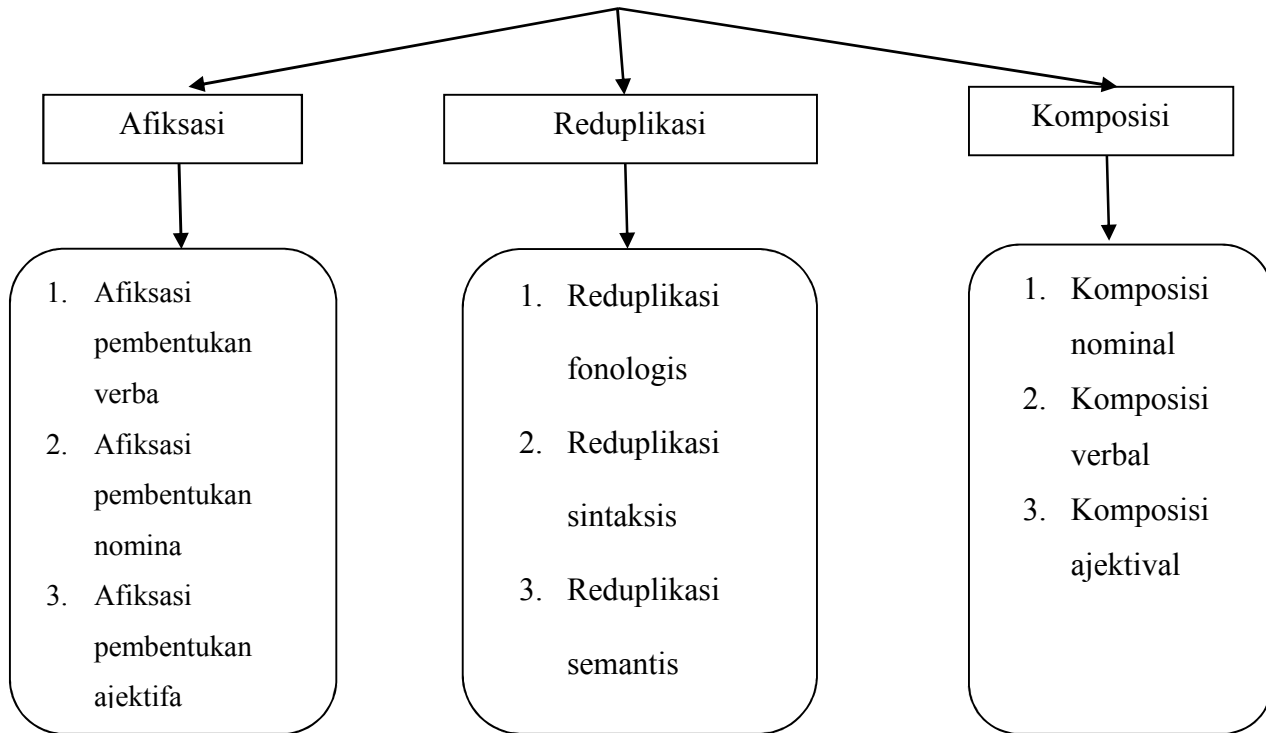 Afiksasi
Reduplikasi
Komposisi
1. Afiksasi
pembentukan
verba
2. Afiksasi
pembentukan
nomina
3. Afiksasi
pembentukan
ajektifa
1. Reduplikasi
fonologis
2. Reduplikasi
sintaksis
3. Reduplikasi
semantis
1. Komposisi
nominal
2. Komposisi
verbal
3. Komposisi
ajektival